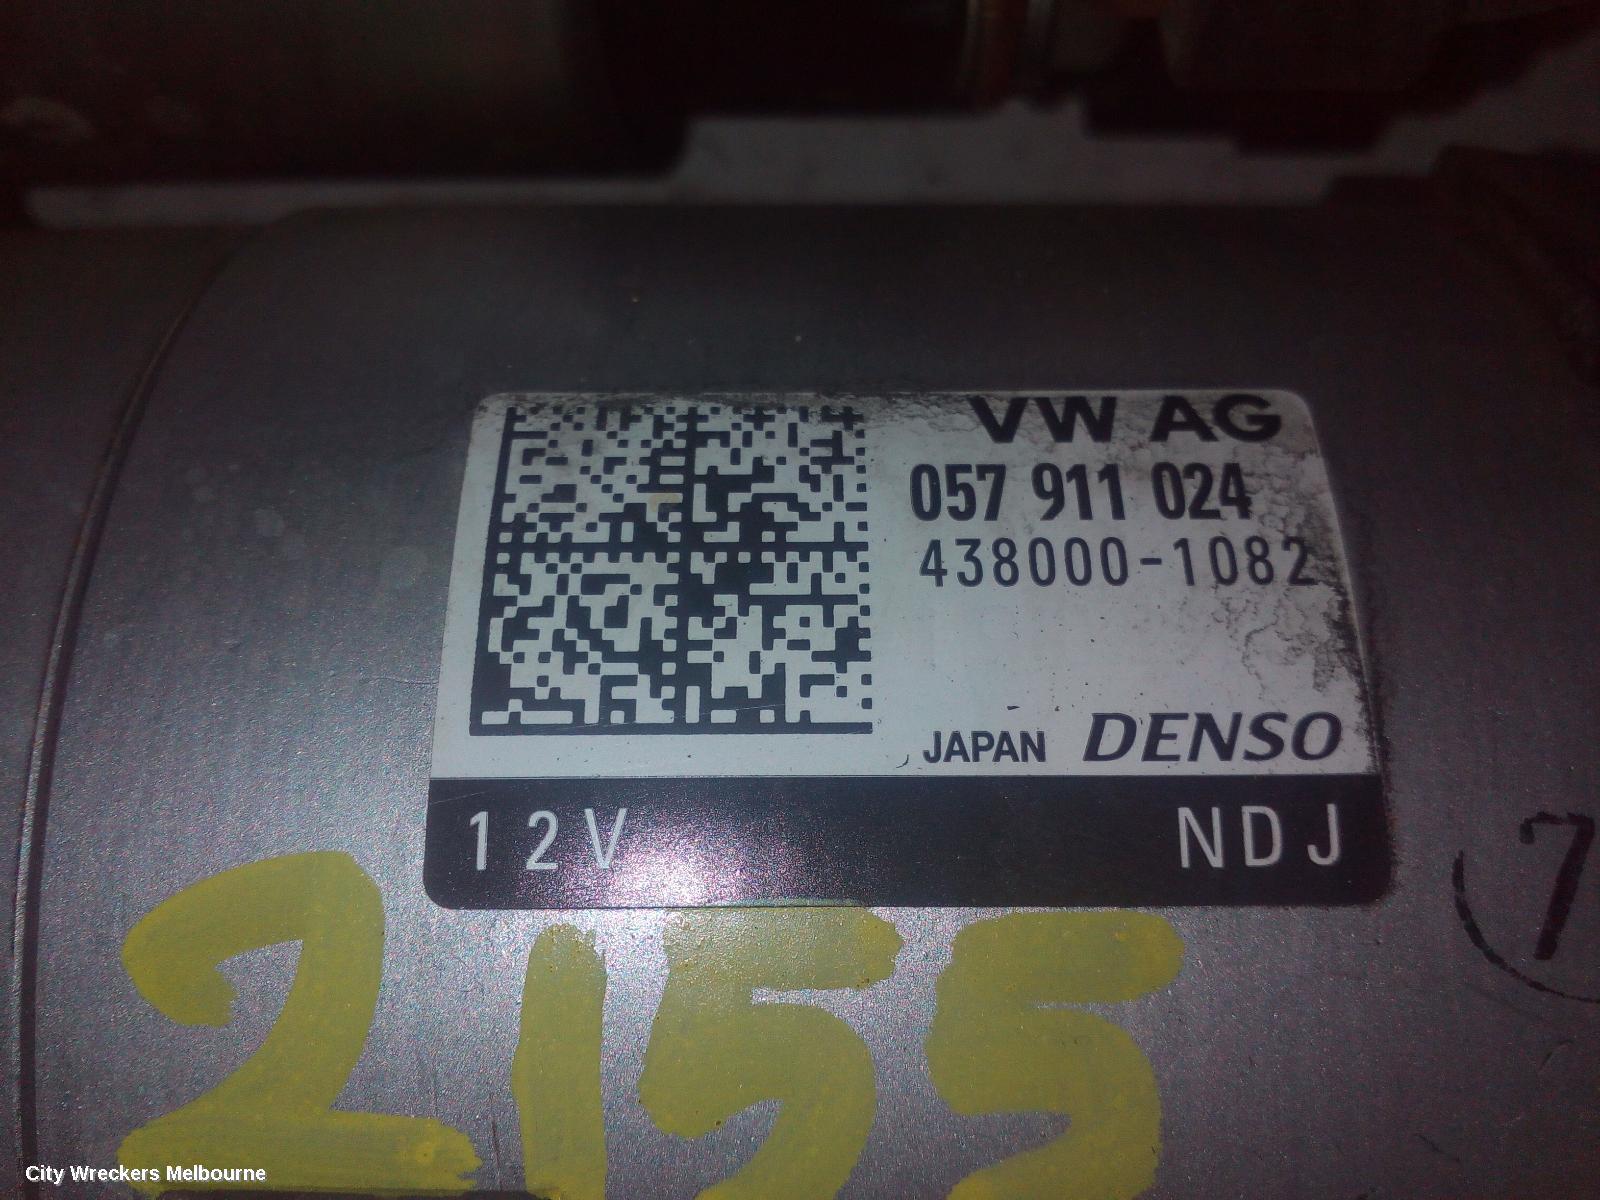 VW AG
057 911 024
438000-1082
JAPAN DENSO
12V NDJ
7
2155
City Wreckers Melbourne